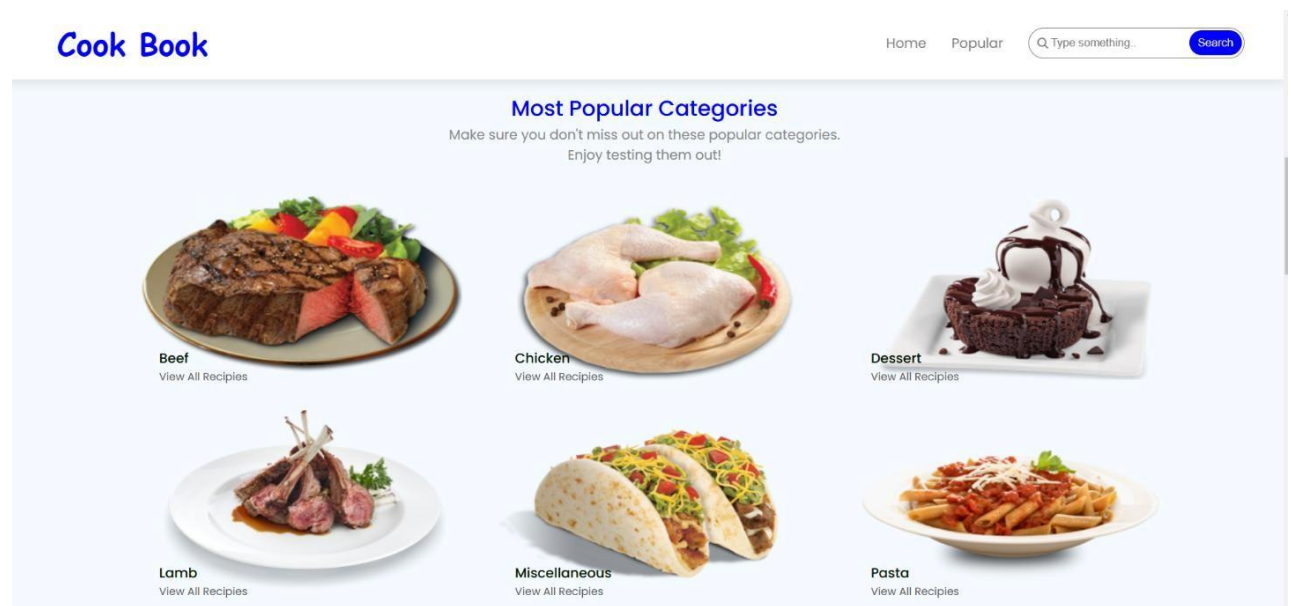 Cook Book
Home Popular Type something.. Search
Most Popular Categories
Make sure you don't miss out on these popular categories.
Enjoy testing them out!
Beef Chicken Dessert
View All Recipies View All Recipies View All Recipies
Lamb Miscellaneous Pasta
View All Recipies View All Recipies View All Recipies